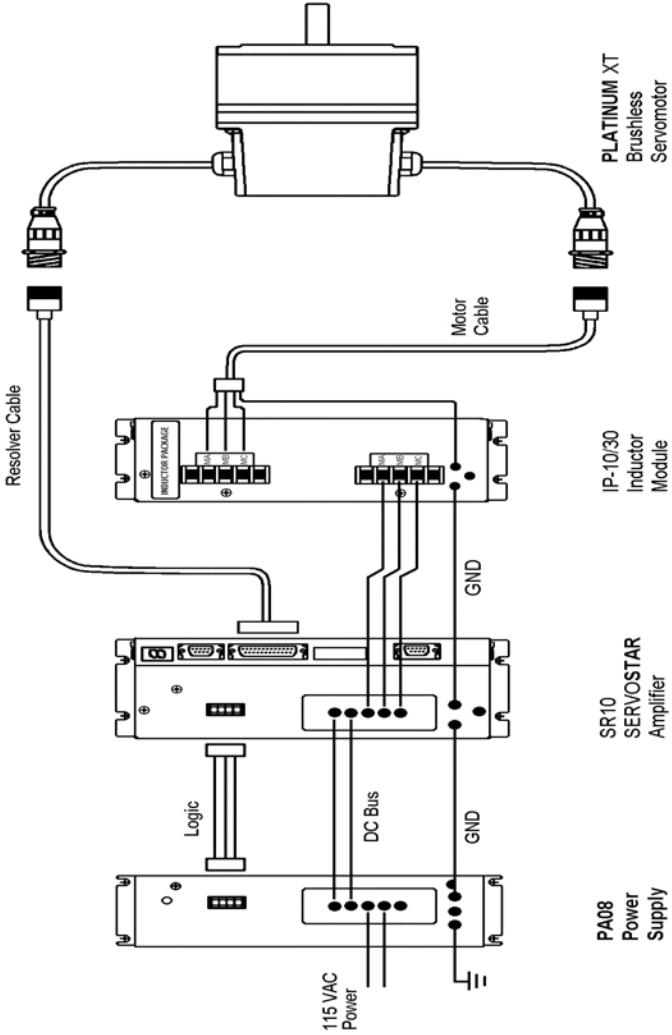 PLATINUM XT
Brushless
Servomotor
Resolver Cable
Motor
Cable
INDUCTOR PACKAGE
MA
MB
MC
MA
MB
MC
IP-10/30
Inductor
Module
GND
8
SR10
SERVOSTAR
Amplifier
Logic
DC Bus
GND
115 VAC
Power
PA08
Power
Supply